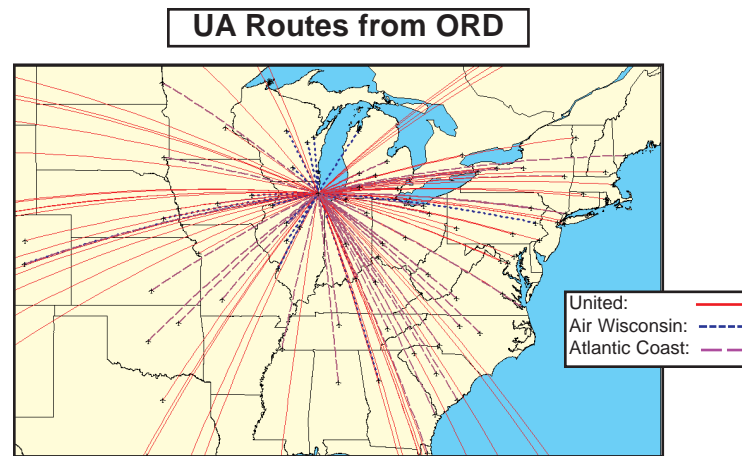 UA Routes from ORD
United:
Air Wisconsin:
Atlantic Coast: